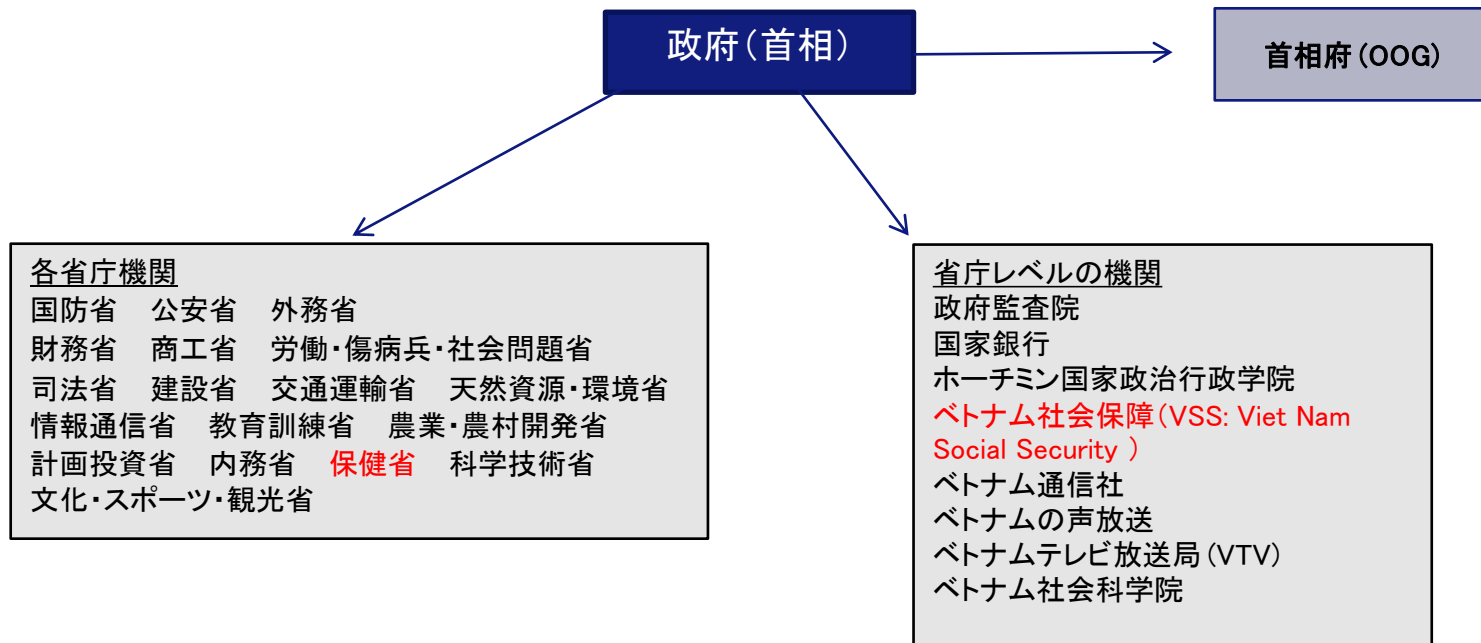 政府(首相)
首相府(OOG)
各省庁機関
国防省　公安省　外務省
財務省　商工省　労働・傷病兵・社会問題省
司法省　建設省　交通運輸省　天然資源・環境省
情報通信省　教育訓練省　農業・農村開発省
計画投資省　内務省　保健省　科学技術省
文化・スポーツ・観光省
省庁レベルの機関
政府監査院
国家銀行
ホーチミン国家政治行政学院
ベトナム社会保障(VSS: Viet Nam
Social Security )
ベトナム通信社
ベトナムの声放送
ベトナムテレビ放送局(VTV)
ベトナム社会科学院